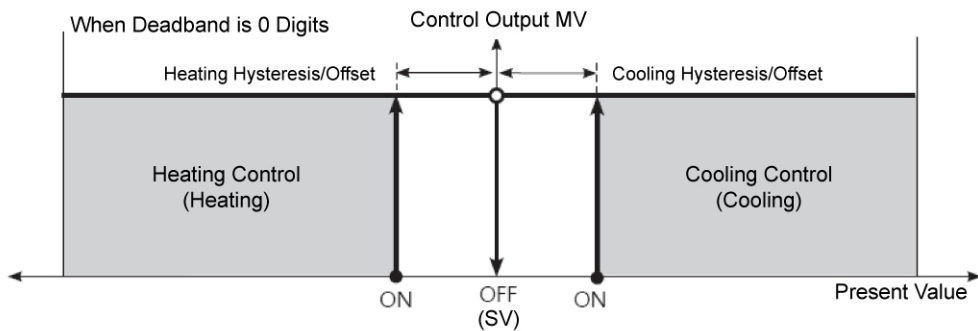 When Deadband is 0 Digits
Control Output MV
Heating Hysteresis/Offset
Cooling Hysteresis/Offset
Heating Control
(Heating)
Cooling Control
(Cooling)
ON
OFF
(SV)
ON
Present Value